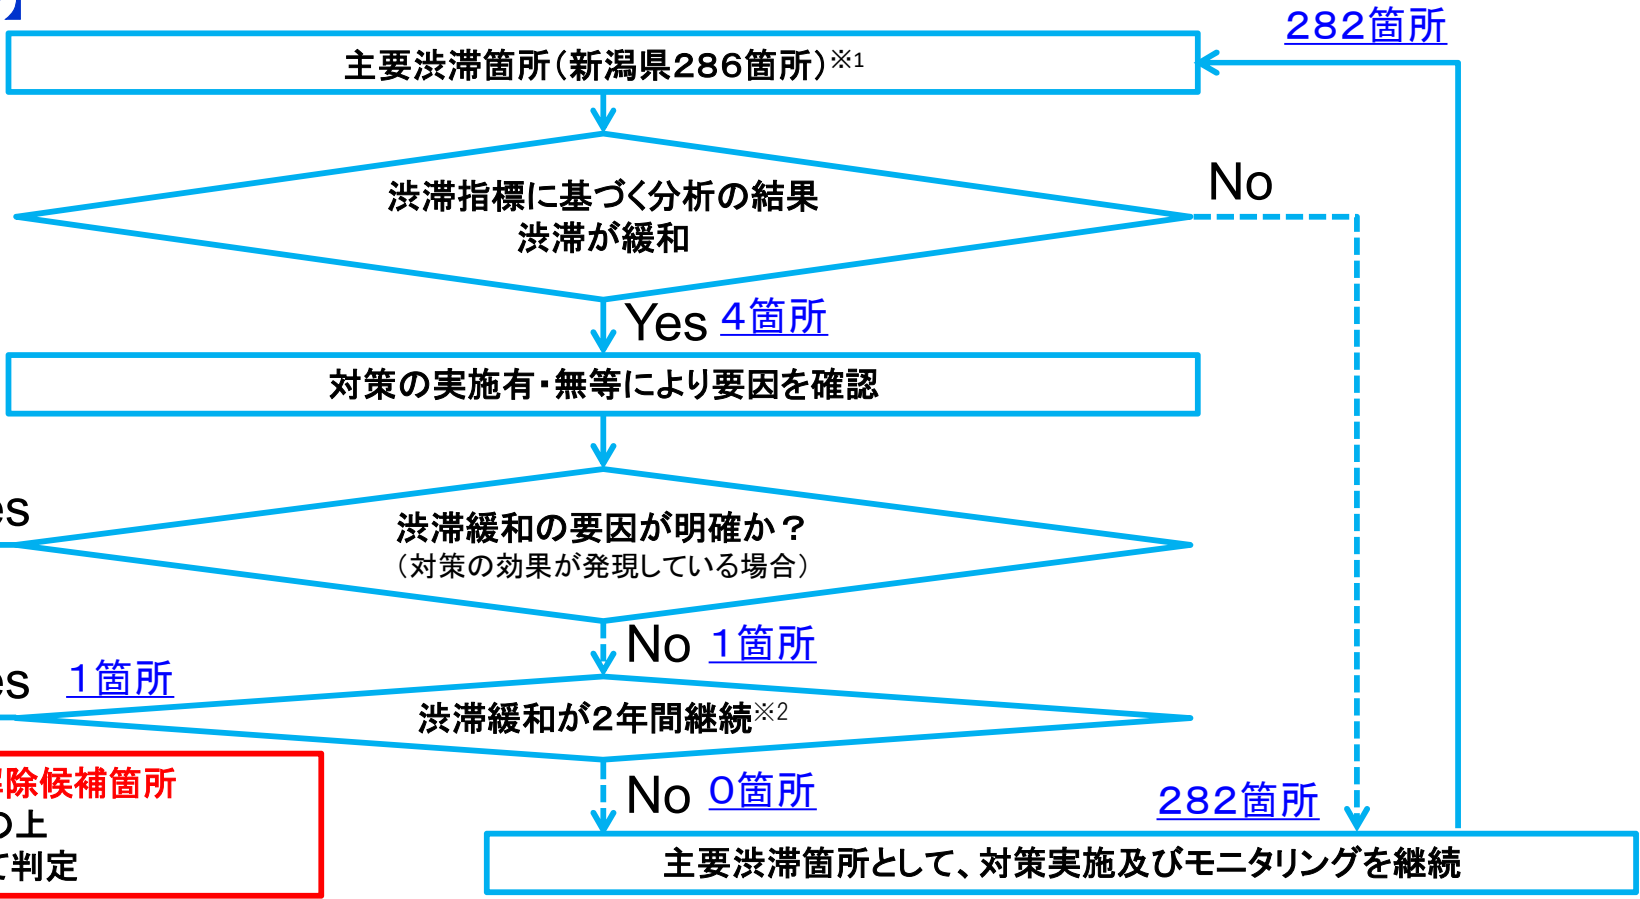 】
282箇所
主要渋滞箇所(新潟県286箇所)※1
渋滞指標に基づく分析の結果
渋滞が緩和
No
Yes 4箇所
対策の実施有・無等により要因を確認
es
渋滞緩和の要因が明確か？
（対策の効果が発現している場合）
No 1箇所
es 1箇所
渋滞緩和が2年間継続※2
除候補箇所
の上
て判定
No 0箇所
282箇所
主要渋滞箇所として、対策実施及びモニタリングを継続